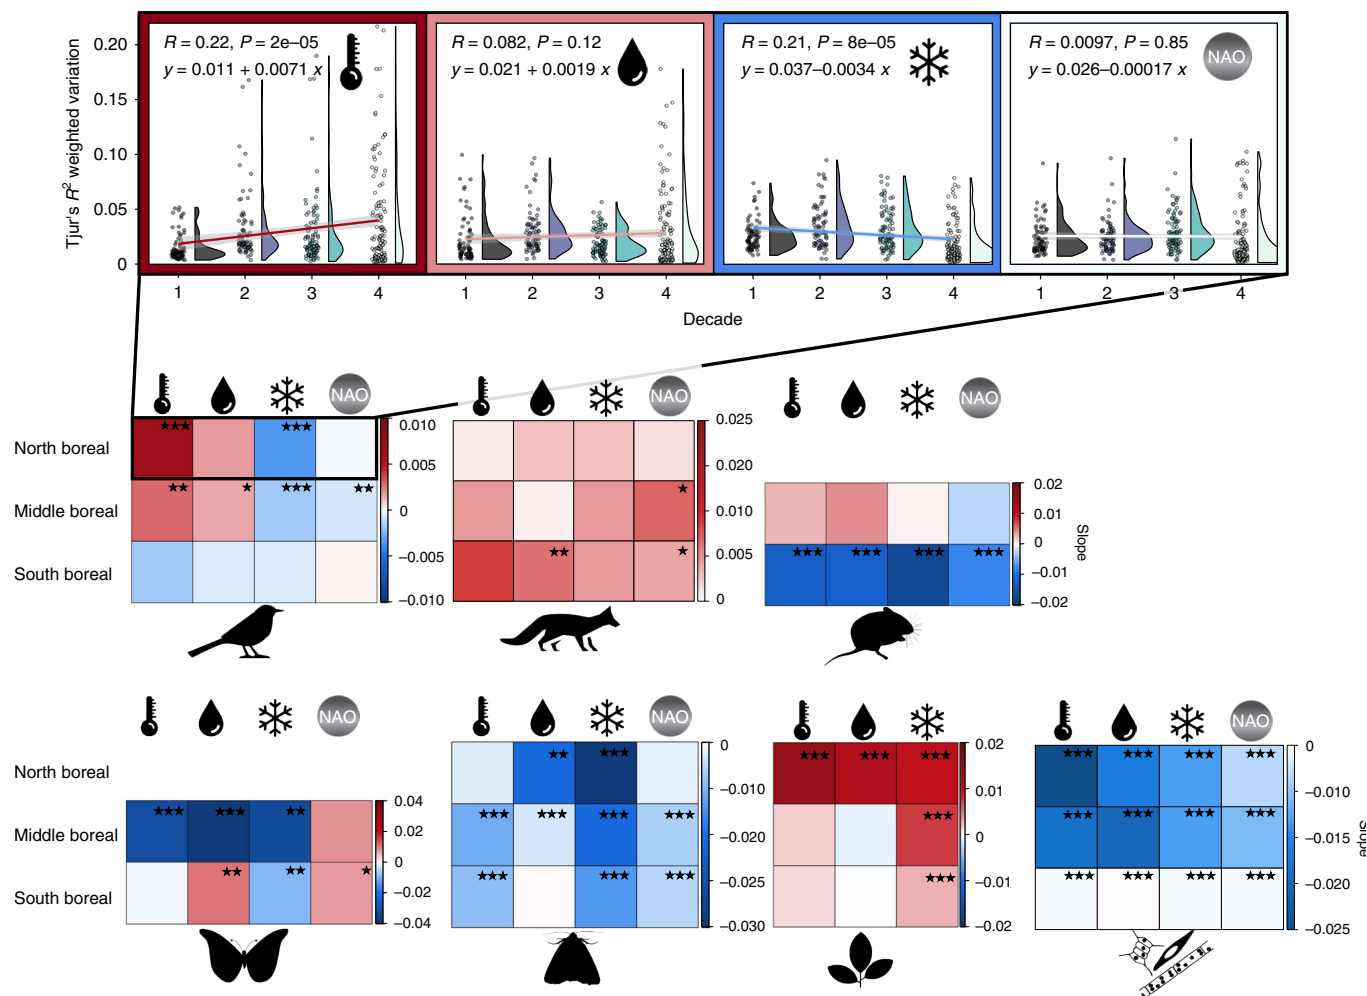 R = 0.22, P = 2e–05
y = 0.011 + 0.0071 x
R = 0.082, P = 0.12
y = 0.021 + 0.0019 x
R = 0.21, P = 8e–05
y = 0.037–0.0034 x
R = 0.0097, P = 0.85
y = 0.026–0.00017 x
NAO
Tjur's R² weighted variation
0.20
0.15
0.10
0.05
0
1 2 3 4 1 2 3 4 1 2 3 4 1 2 3 4
Decade
NAO NAO NAO
North boreal
Middle boreal
South boreal
0.010
0.005
0
–0.005
–0.010
0.025
0.020
0.010
0.005
0
0.02
0.01
0
–0.01
–0.02
Slope
NAO NAO NAO
North boreal
Middle boreal
South boreal
0.04
0.02
0
–0.02
–0.04
0
–0.010
–0.020
–0.025
–0.030
0.02
0.01
0
–0.01
–0.02
0
–0.010
–0.015
–0.020
–0.025
Slope